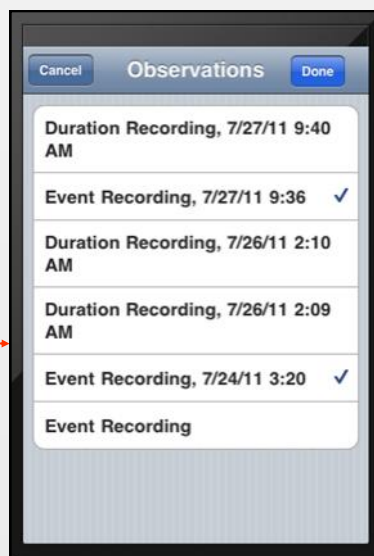 Cancel
Observations
Done
Duration Recording, 7/27/11 9:40
AM
Event Recording, 7/27/11 9:36
Duration Recording, 7/26/11 2:10
AM
Duration Recording, 7/26/11 2:09
AM
Event Recording, 7/24/11 3:20
Event Recording